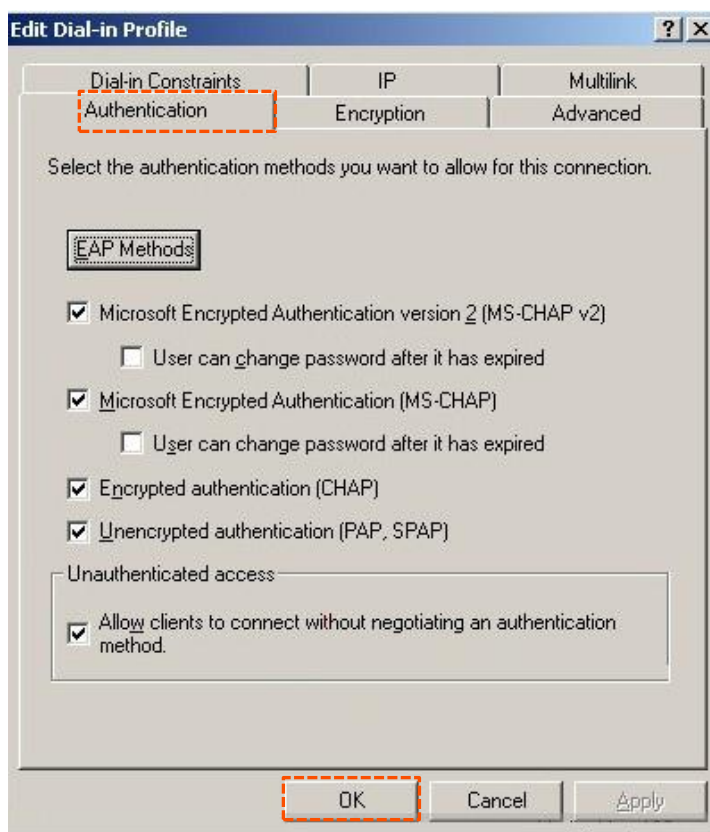 Edit Dial-in Profile
Dial-in Constraints
IP
Multilink
Authentication
Encryption
Advanced
Select the authentication methods you want to allow for this connection.
EAP Methods
Microsoft Encrypted Authentication version 2 (MS-CHAP v2)
User can change password after it has expired
Microsoft Encrypted Authentication (MS-CHAP)
User can change password after it has expired
Encrypted authentication (CHAP)
Unencrypted authentication (PAP, SPAP)
Unauthenticated access
Allow clients to connect without negotiating an authentication
method.
OK
Cancel
Apply